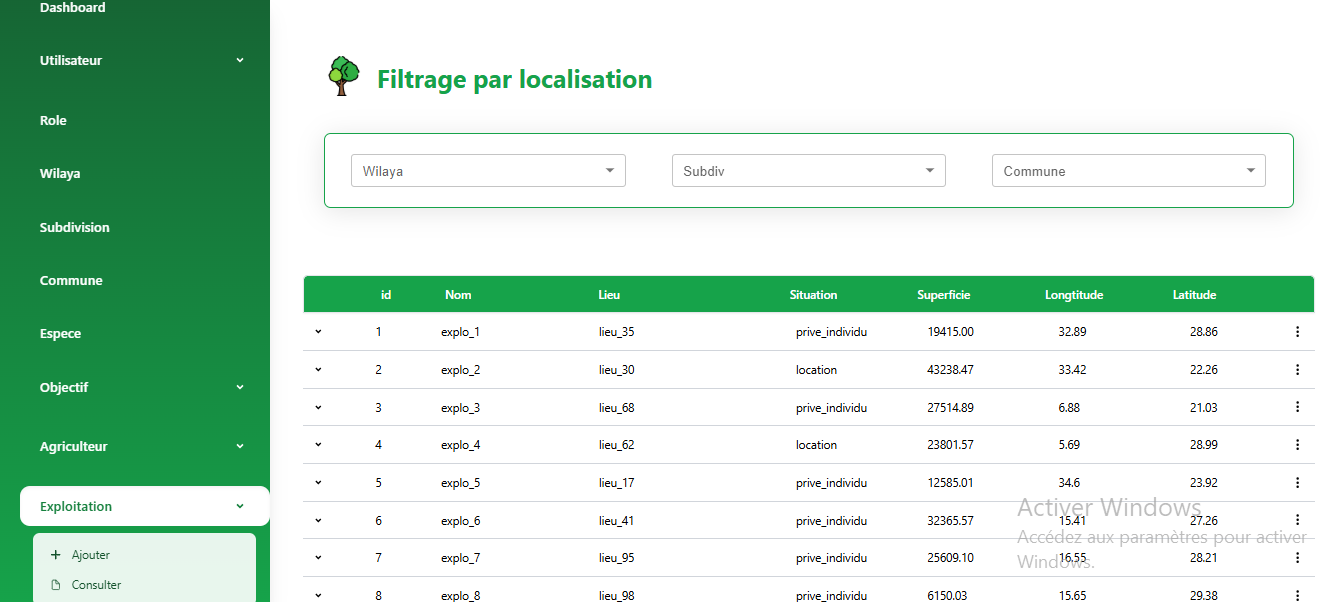 Dashboard
Utilisateur
Role
Wilaya
Subdivision
Commune
Espece
Objectif
Agriculteur
Exploitation
Ajouter
Consulter
Filtrage par localisation
Wilaya Subdiv Commune
id Nom Lieu Situation Superficie Longtitude Latitude
1 explo_1 lieu_35 prive_individu 19415.00 32.89 28.86
2 explo_2 lieu_30 location 43238.47 33.42 22.26
3 explo_3 lieu_68 prive_individu 27514.89 6.88 21.03
4 explo_4 lieu_62 location 23801.57 5.69 28.99
5 explo_5 lieu_17 prive_individu 12585.01 34.6 23.92
6 explo_6 lieu_41 prive_individu 32365.57 15.41 27.26
7 explo_7 lieu_95 prive_individu 25609.10 16.55 28.21
8 explo_8 lieu_98 prive_individu 6150.03 15.65 29.38
Activer Windows
Accédez aux paramètres pour activer
Windows.